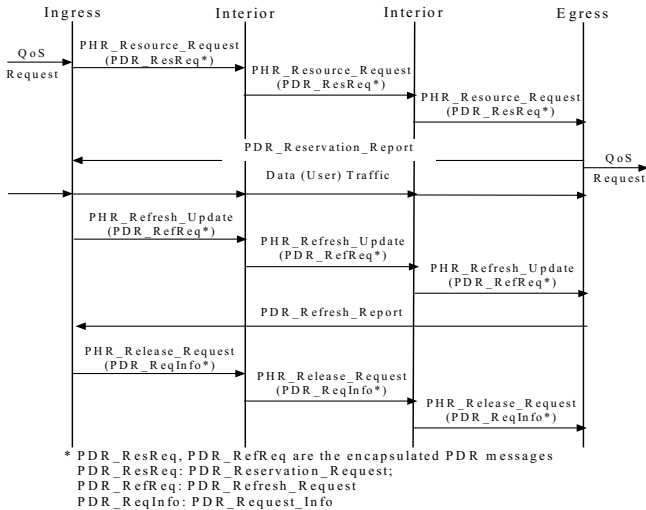 Ingress Interior Interior Egress
QoS
Request
PHR_Resource_Request
(PDR_ResReq*)
PHR_Resource_Request
(PDR_ResReq*)
PHR_Resource_Request
(PDR_ResReq*)
PDR_Reservation_Report
QoS
Request
Data (User) Traffic
PHR_Refresh_Update
(PDR_RefReq*)
PHR_Refresh_Update
(PDR_RefReq*)
PHR_Refresh_Update
(PDR_RefReq*)
PDR_Refresh_Report
PHR_Release_Request
(PDR_ReqInfo*)
PHR_Release_Request
(PDR_ReqInfo*)
PHR_Release_Request
(PDR_ReqInfo*)
* PDR_ResReq, PDR_RefReq are the encapsulated PDR messages
PDR_ResReq: PDR_Reservation_Request;
PDR_RefReq: PDR_Refresh_Request
PDR_ReqInfo: PDR_Request_Info